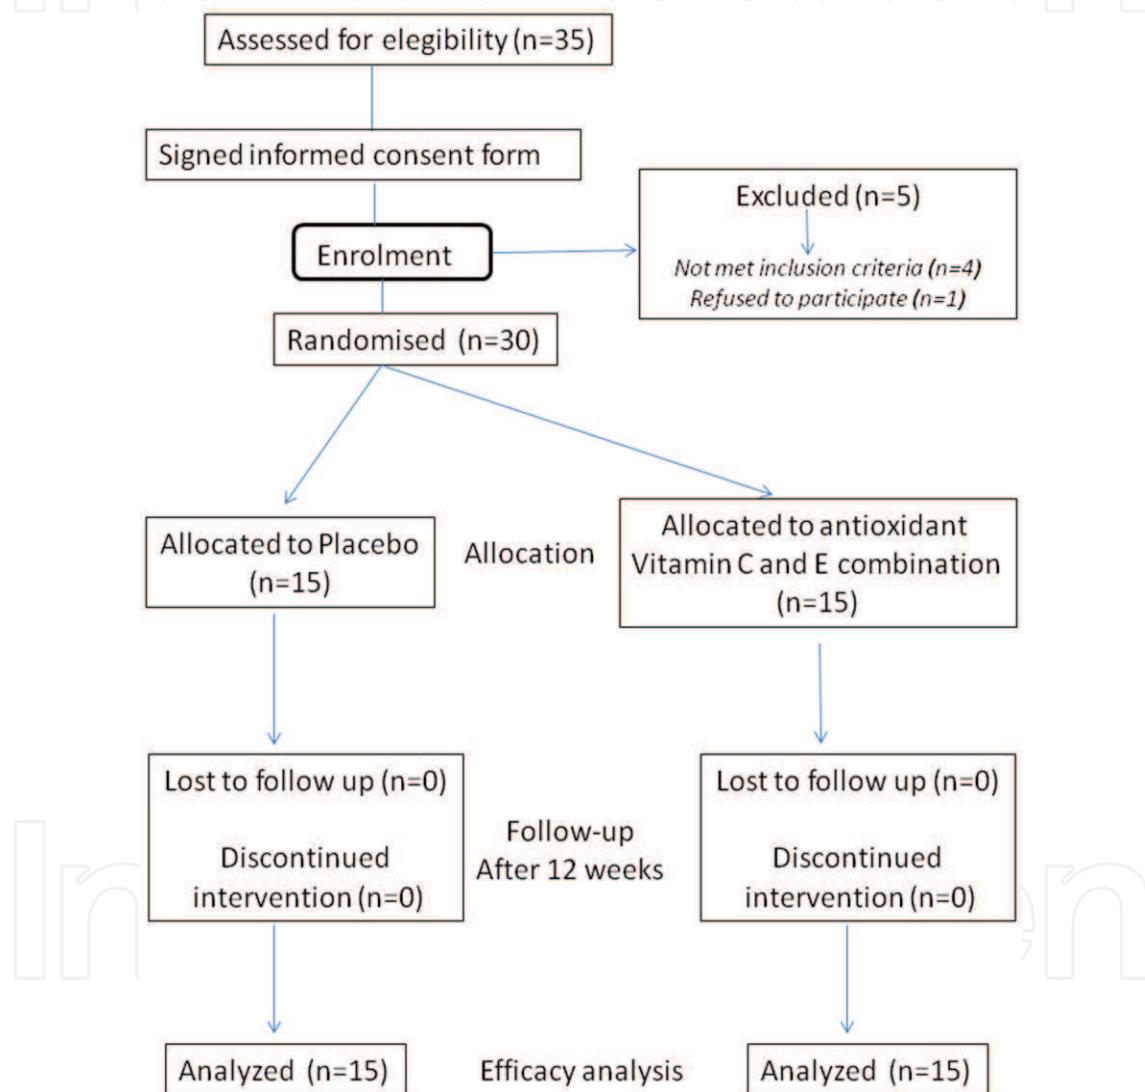 Assessed for elegibility (n=35)
Signed informed consent form
Enrolment
Excluded (n=5)
Not met inclusion criteria (n=4)
Refused to participate (n=1)
Randomised (n=30)
Allocated to Placebo
(n=15)
Allocation
Allocated to antioxidant
Vitamin C and E combination
(n=15)
Lost to follow up (n=0)
Discontinued
intervention (n=0)
Follow-up
After 12 weeks
Lost to follow up (n=0)
Discontinued
intervention (n=0)
Analyzed (n=15)
Efficacy analysis
Analyzed (n=15)